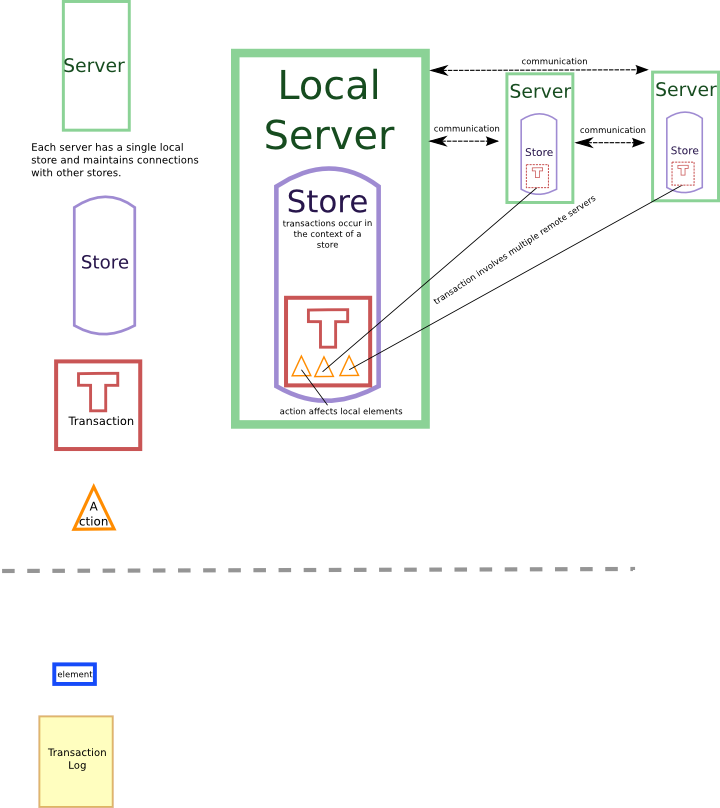 Server
Each server has a single local
store and maintains connections
with other stores.
Store
T
Transaction
A
ction
Local
Server
Store
transactions occur in
the context of a
store
T
action affects local elements
communication
communication
communication
Server
Store
T
Server
Store
T
transaction involves multiple remote servers
element
Transaction
Log